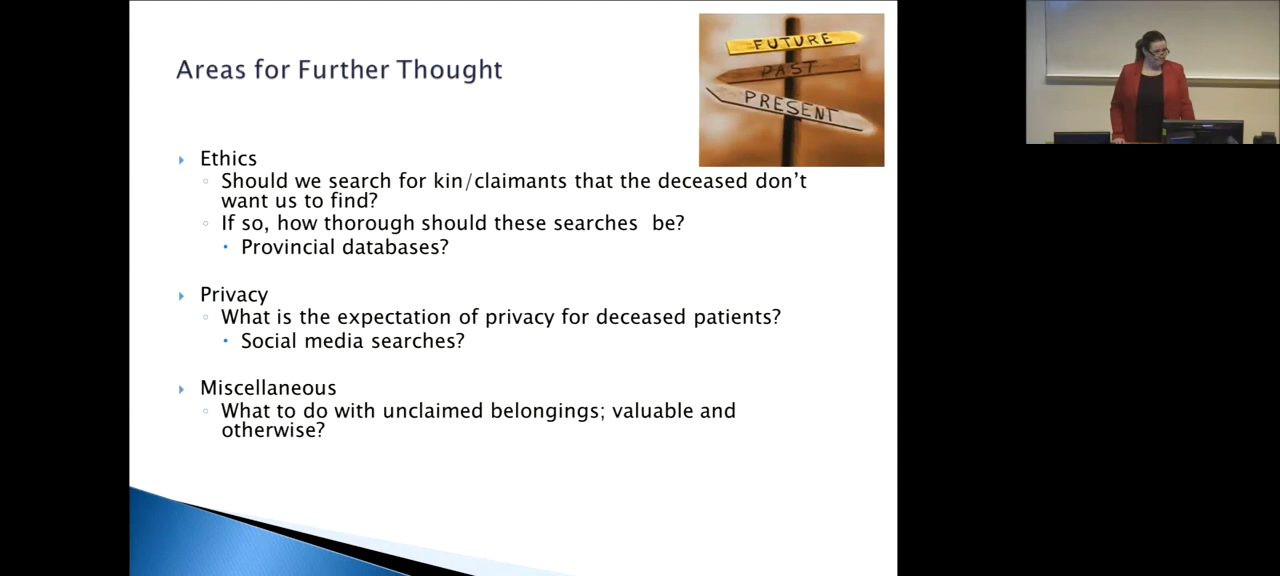 Areas for Further Thought
FUTURE
PAST
PRESENT
Ethics
Should we search for kin/claimants that the deceased don't
want us to find?
If so, how thorough should these searches be?
Provincial databases?
Privacy
What is the expectation of privacy for deceased patients?
Social media searches?
Miscellaneous
What to do with unclaimed belongings; valuable and
otherwise?